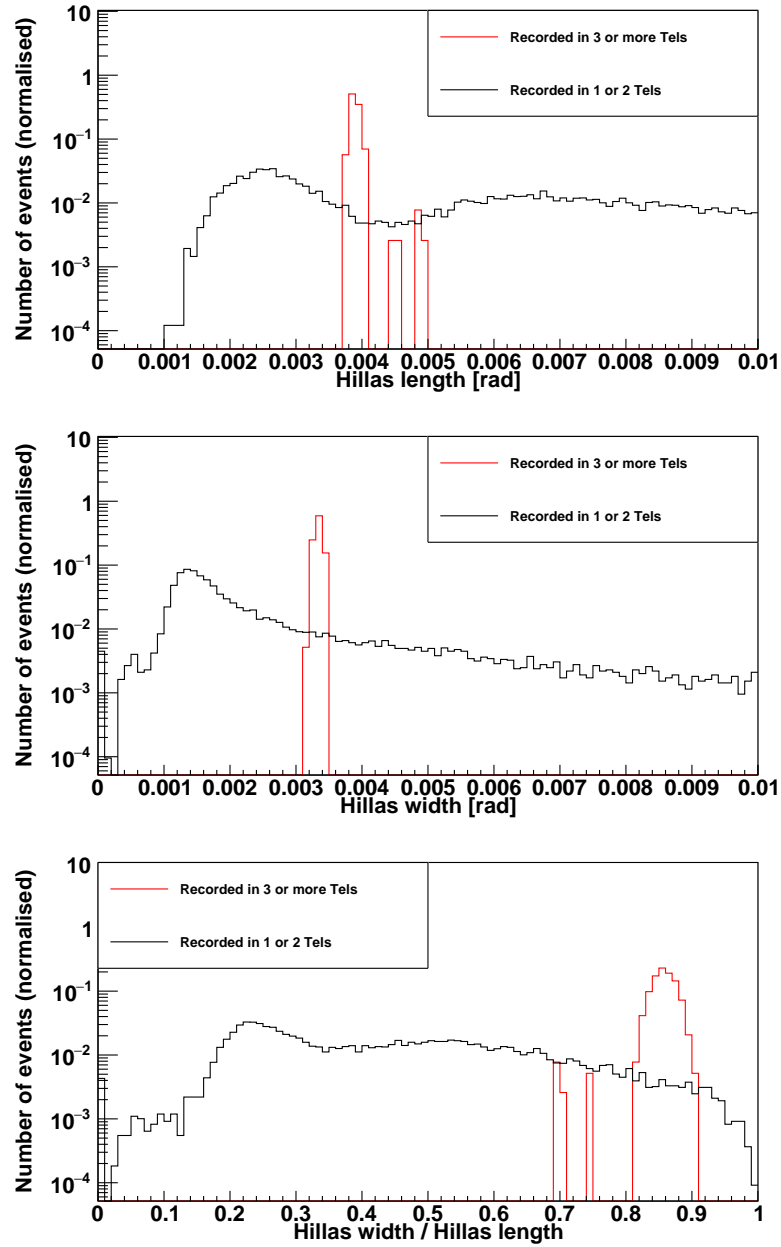 Number of events (normalised)
10
1
10−1
10−2
10−3
10−4
Recorded in 3 or more Tels
Recorded in 1 or 2 Tels
0 0.001 0.002 0.003 0.004 0.005 0.006 0.007 0.008 0.009 0.01
Hillas length [rad]
Number of events (normalised)
10
1
10−1
10−2
10−3
10−4
Recorded in 3 or more Tels
Recorded in 1 or 2 Tels
0 0.001 0.002 0.003 0.004 0.005 0.006 0.007 0.008 0.009 0.01
Hillas width [rad]
Number of events (normalised)
10
1
10−1
10−2
10−3
10−4
Recorded in 3 or more Tels
Recorded in 1 or 2 Tels
0 0.1 0.2 0.3 0.4 0.5 0.6 0.7 0.8 0.9 1
Hillas width / Hillas length